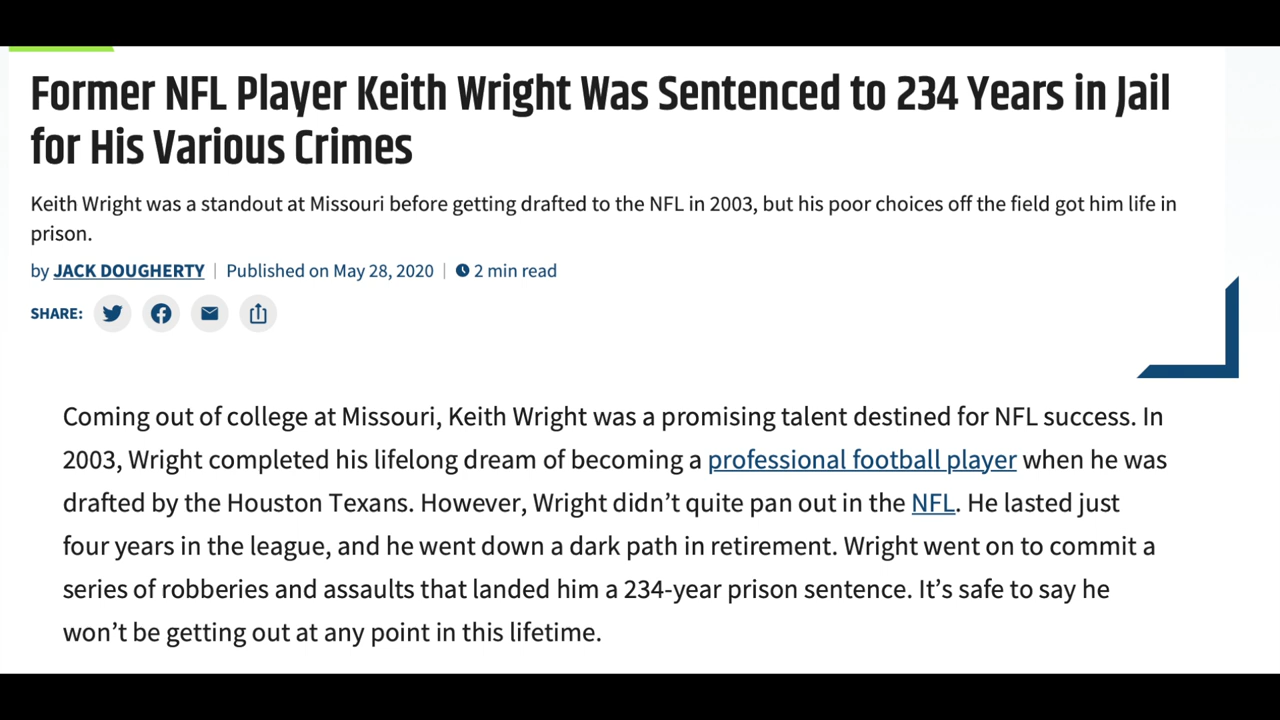 Former NFL Player Keith Wright Was Sentenced to 234 Years in Jail
for His Various Crimes
Keith Wright was a standout at Missouri before getting drafted to the NFL in 2003, but his poor choices off the field got him life in
prison.
by JACK DOUGHERTY | Published on May 28, 2020 | 2 min read
SHARE:
Coming out of college at Missouri, Keith Wright was a promising talent destined for NFL success. In
2003, Wright completed his lifelong dream of becoming a professional football player when he was
drafted by the Houston Texans. However, Wright didn’t quite pan out in the NFL. He lasted just
four years in the league, and he went down a dark path in retirement. Wright went on to commit a
series of robberies and assaults that landed him a 234-year prison sentence. It’s safe to say he
won’t be getting out at any point in this lifetime.